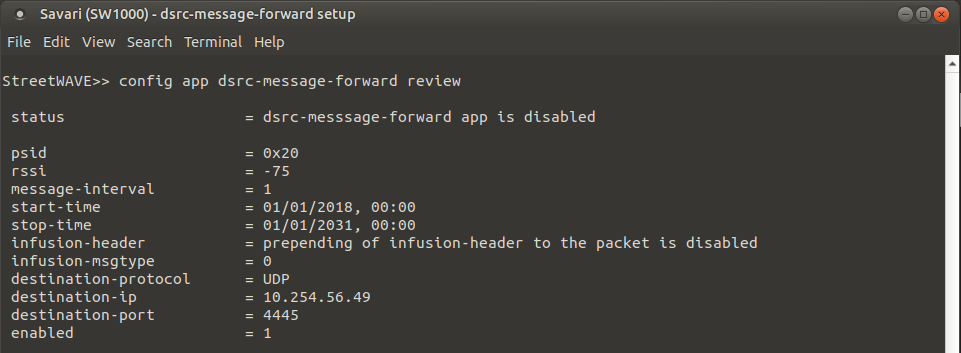 Savari (SW1000) - dsrc-message-forward setup
File Edit View Search Terminal Help
StreetWAVE>> config app dsrc-message-forward review
status = dsrc-messsage-forward app is disabled
psid = 0x20
rssi = -75
message-interval = 1
start-time = 01/01/2018, 00:00
stop-time = 01/01/2031, 00:00
infusion-header = prepending of infusion-header to the packet is disabled
infusion-msgtype = 0
destination-protocol = UDP
destination-ip = 10.254.56.49
destination-port = 4445
enabled = 1